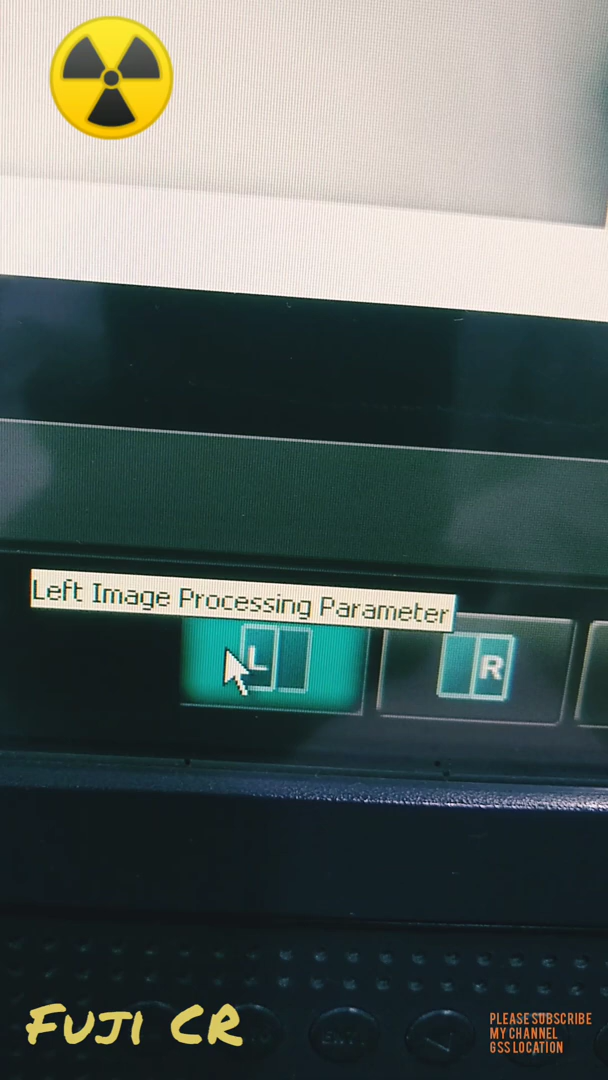 Left Image Processing Parameter
L
R
FUJI CR
PLEASE SUBSCRIBE
MY CHANNEL
GSS LOCATION